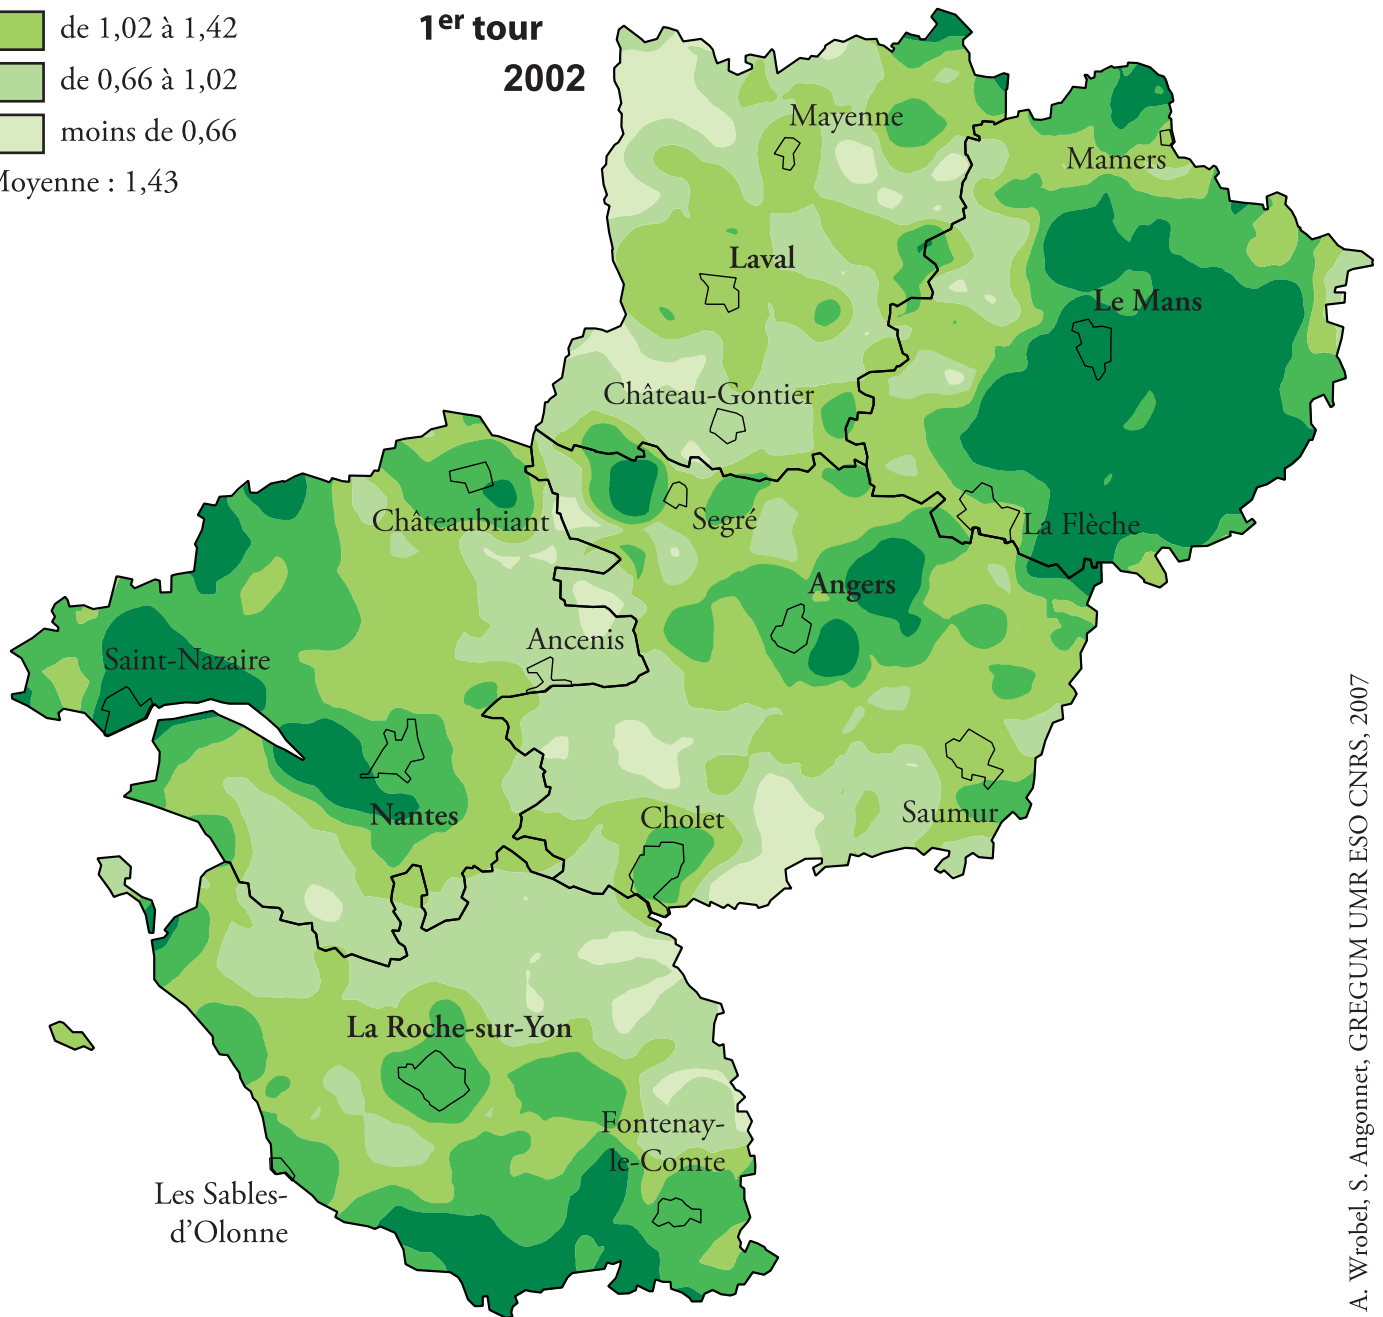 1er tour
2002
de 1,02 à 1,42
de 0,66 à 1,02
moins de 0,66
Moyenne : 1,43
Mayenne
Mamers
Laval
Le Mans
Château-Gontier
Châteaubriant
Segré
La Flèche
Angers
Ancenis
Saint-Nazaire
Nantes
Cholet
Saumur
La Roche-sur-Yon
Fontenay-
le-Comte
Les Sables-
d'Olonne
A. Wrobel, S. Angonnet, GREGUM UMR ESO CNRS, 2007